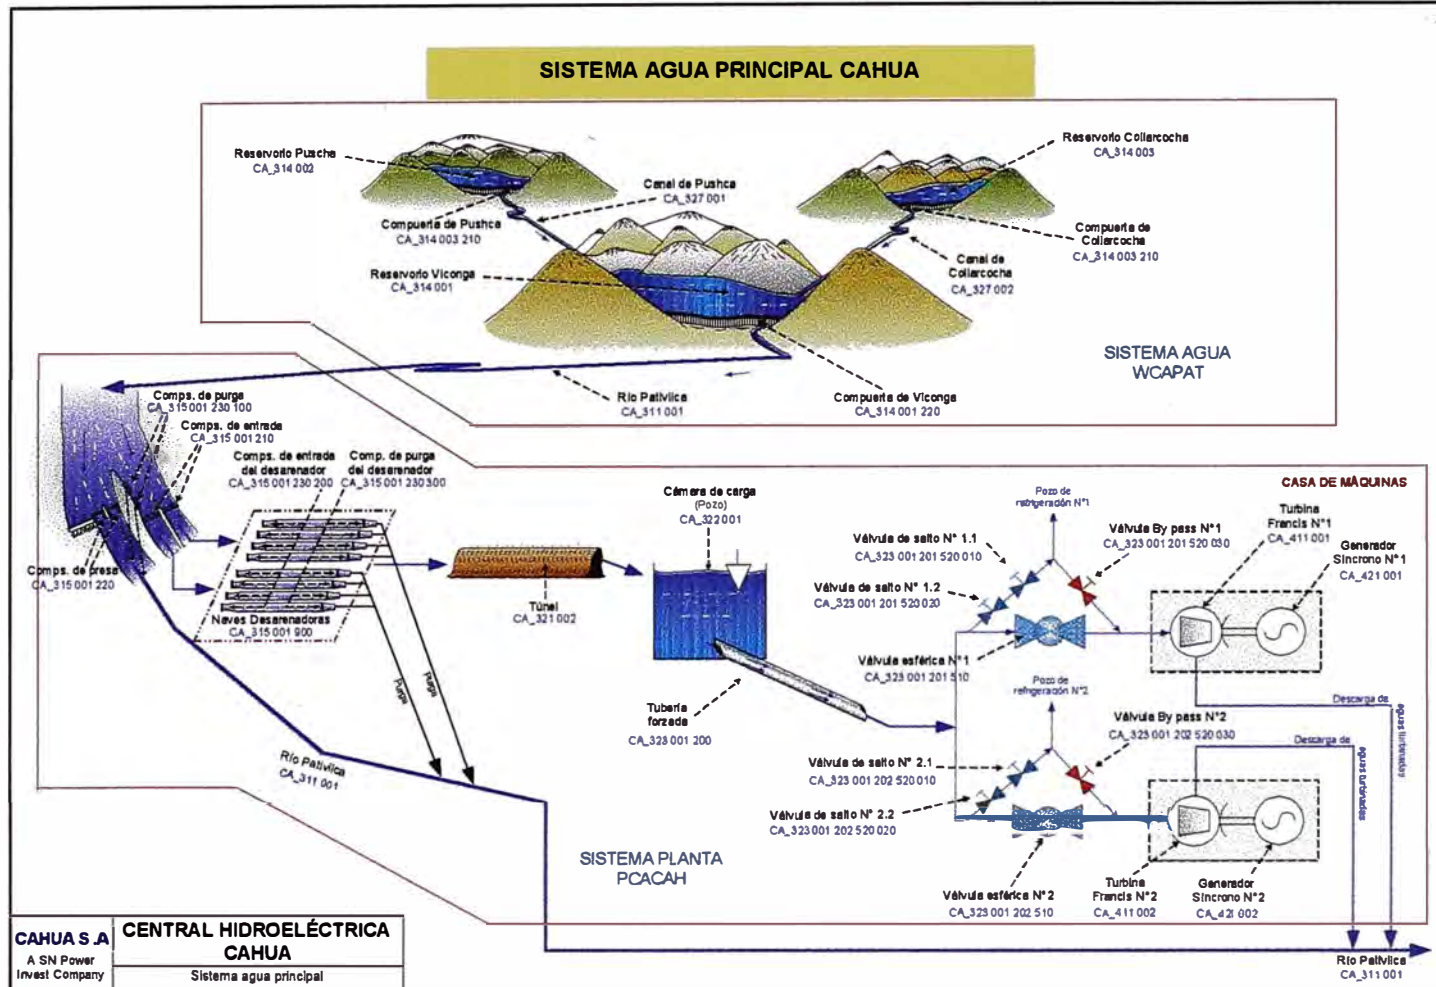 SISTEMA AGUA PRINCIPAL CAHUA
Reservorio Puscha
CA_314 002
Reservorio Collarcocha
CA_314 003
Canal de Pushca
CA_327 001
Compuerta de Pushca
CA_314 003 210
Compuerta de
Collarcocha
CA_314 003 210
Reservorio Viconga
CA_314 001
Canal de
Collarcocha
CA_327 002
SISTEMA AGUA
WCAPAT
Río Pativilca
CA_311 001
Compuerta de Viconga
CA_314 001 220
Comps. de purga
CA_315 001 230 100
Comps. de entrada
CA_315 001 210
Comps. de entrada
del desarenador
CA_315 001 230 200
Comp. de purga
del desarenador
CA_315 001 230 300
Comps. de presa
CA_315 001 220
Naves Desarenadoras
CA_315 001 900
Purga
Purga
Túnel
CA_321 002
Cámara de carga
(Pozo)
CA_322 001
Tubería
forzada
CA_323 001 200
CASA DE MÁQUINAS
Pozo de
refrigeración N°1
Válvula de salto N° 1.1
CA_323 001 201 520 010
Válvula By pass N°1
CA_323 001 201 520 030
Turbina
Francis N°1
CA_411 001
Generador
Síncrono N°1
CA_421 001
Válvula de salto N° 1.2
CA_323 001 201 520 020
Válvula esférica N°1
CA_323 001 201 510
Pozo de
refrigeración N°2
Descarga de
aguas turbinadas
Válvula By pass N°2
CA_323 001 202 520 030
Descarga de
aguas turbinadas
Válvula de salto N° 2.1
CA_323 001 202 520 010
Válvula de salto N° 2.2
CA_323 001 202 520 020
Válvula esférica N°2
CA_323 001 202 510
Turbina
Francis N°2
CA_411 002
Generador
Síncrono N°2
CA_421 002
Río Pativilca
CA_311 001
SISTEMA PLANTA
PCACAH
Río Pativilca
CA_311 001
CAHUA S.A
A SN Power
Invest Company
CENTRAL HIDROELÉCTRICA
CAHUA
Sistema agua principal